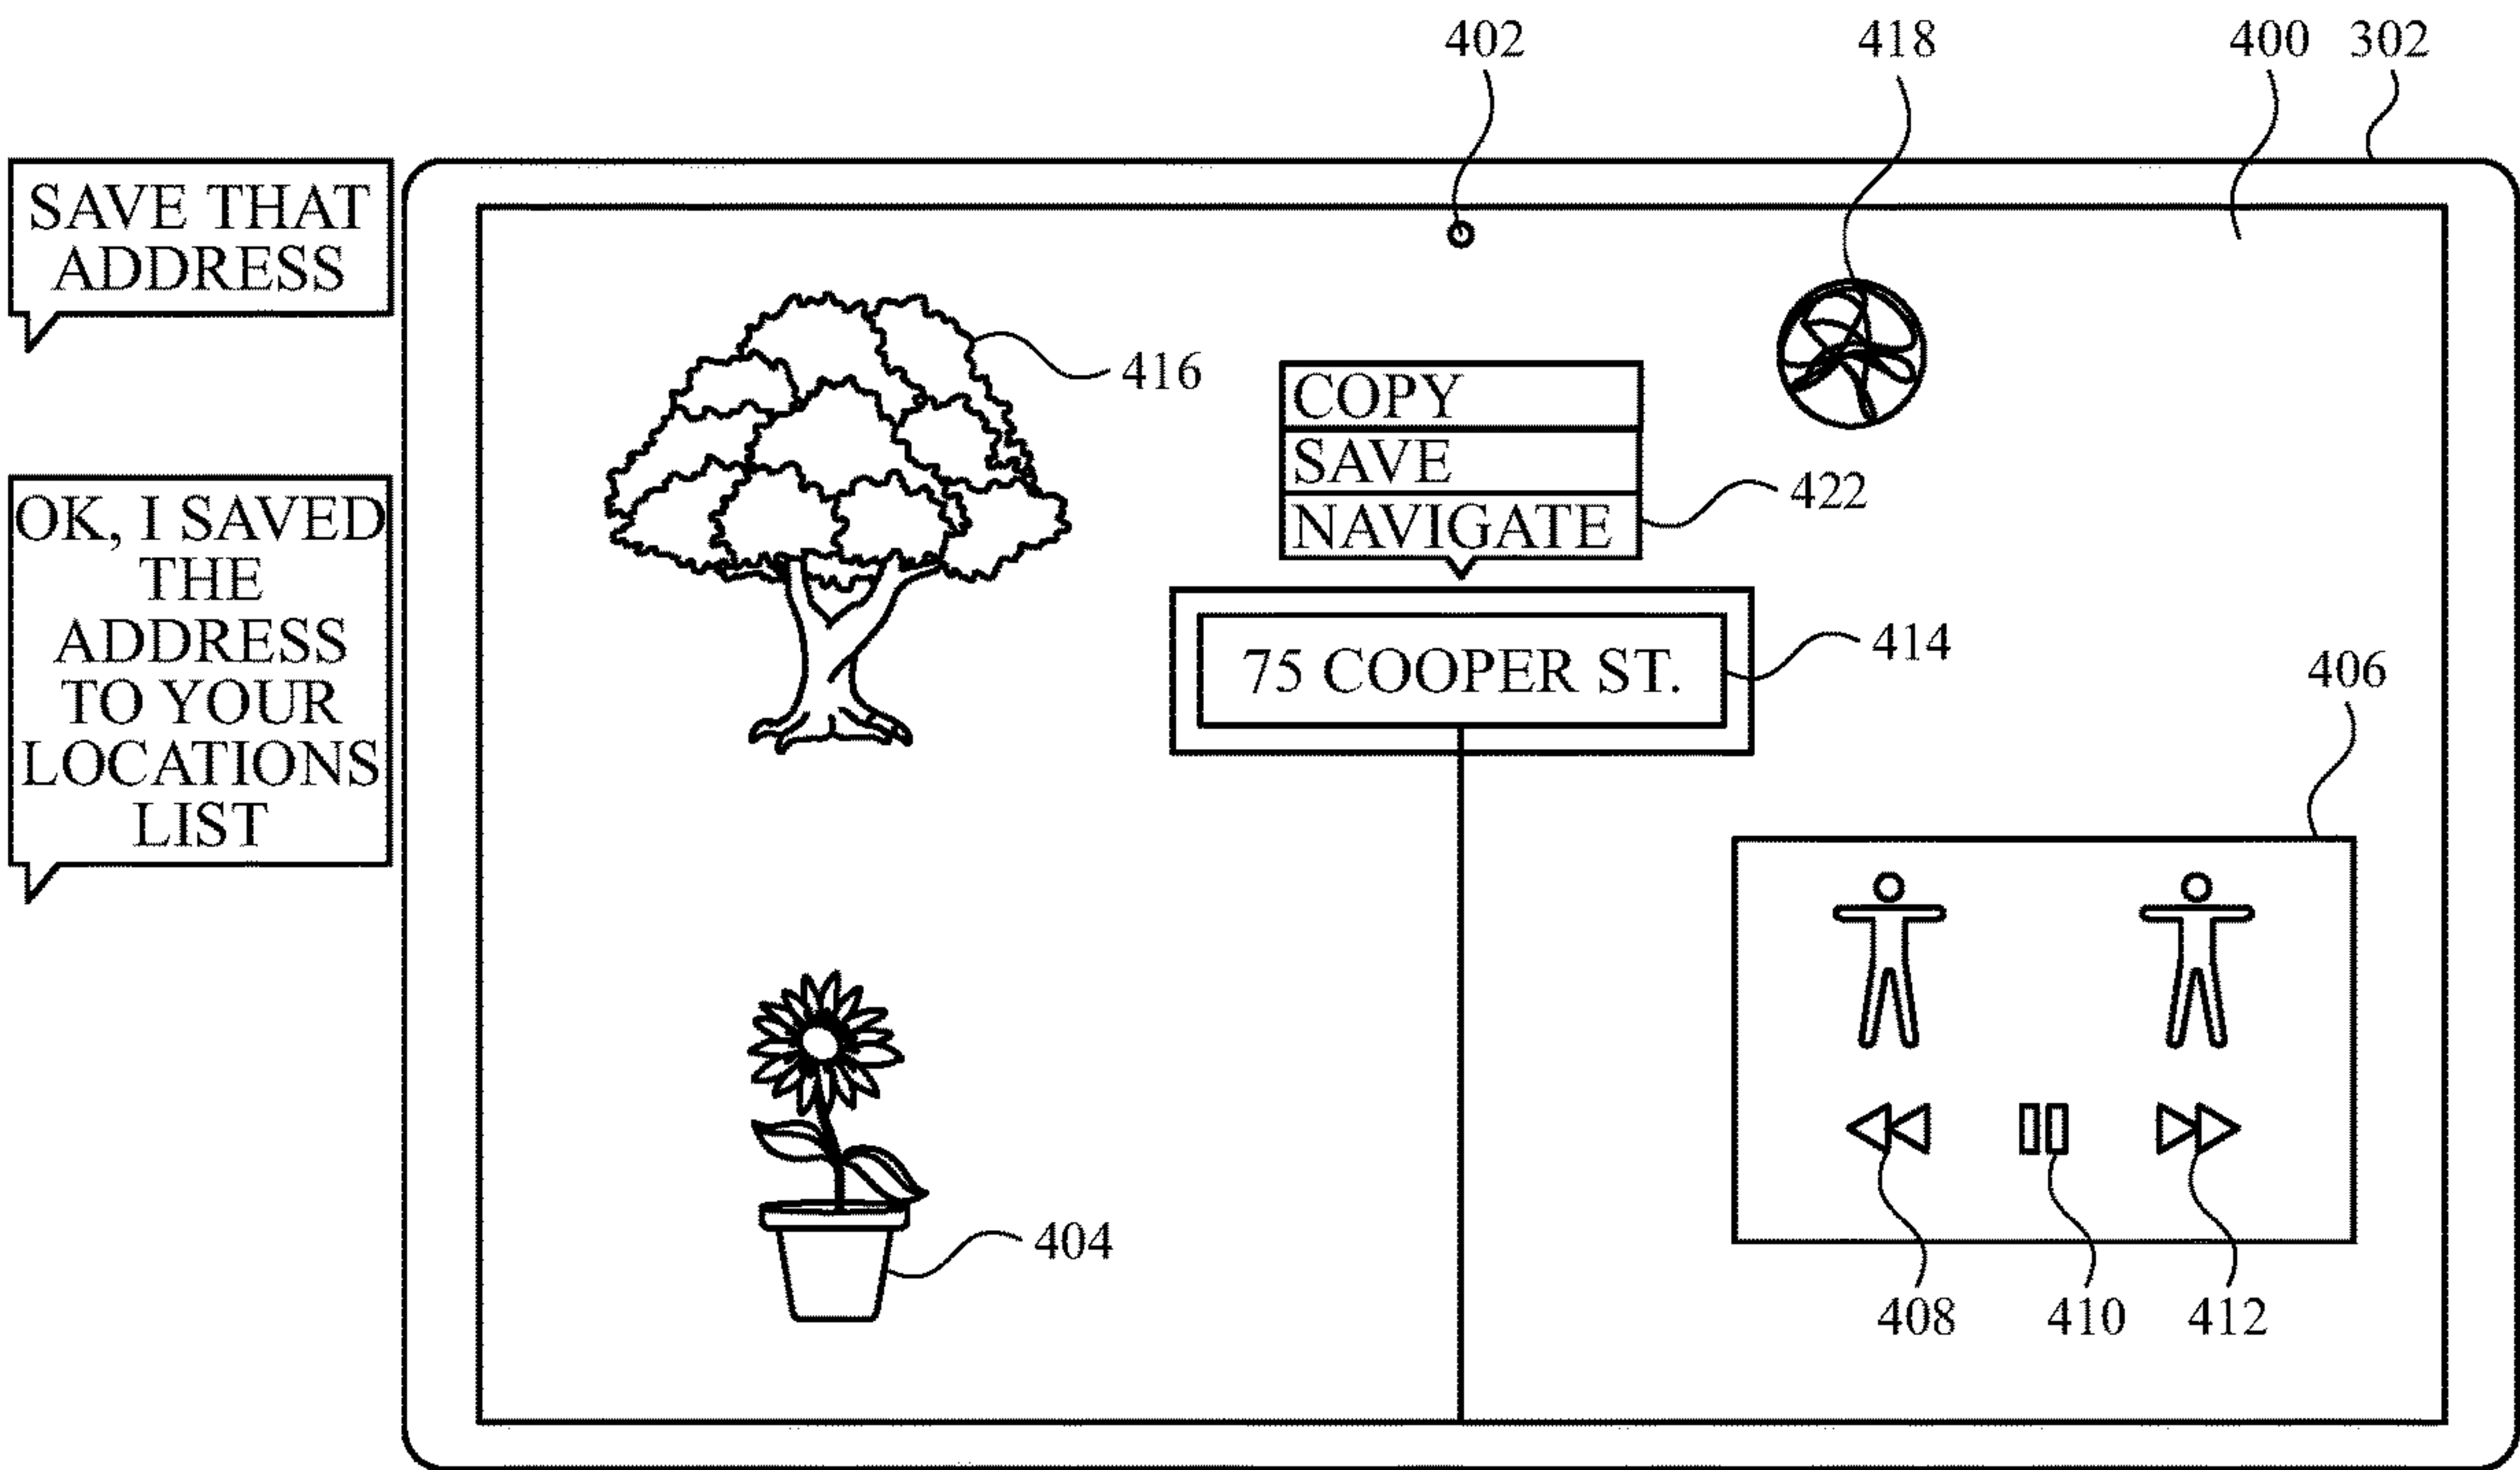 402
418
400
302
SAVE THAT
ADDRESS
416
COPY
SAVE
NAVIGATE
422
OK, I SAVED
THE
ADDRESS
TO YOUR
LOCATIONS
LIST
75 COOPER ST.
414
406
404
408
410
412